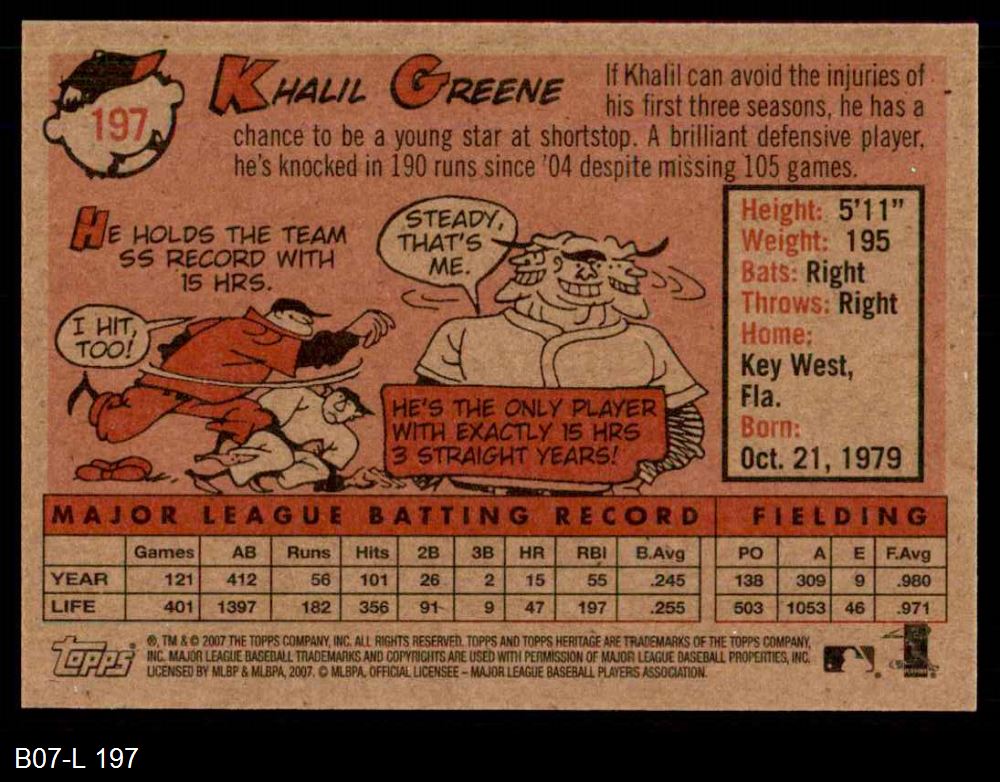 197
KHALIL GREENE
If Khalil can avoid the injuries of
his first three seasons, he has a
chance to be a young star at shortstop. A brilliant defensive player,
he's knocked in 190 runs since '04 despite missing 105 games.
HE HOLDS THE TEAM
SS RECORD WITH
15 HRS.
I HIT,
TOO!
STEADY,
THAT'S
ME.
HE'S THE ONLY PLAYER
WITH EXACTLY 15 HRS
3 STRAIGHT YEARS!
Height: 5'11"
Weight: 195
Bats: Right
Throws: Right
Home:
Key West,
Fla.
Born:
Oct. 21, 1979
MAJOR LEAGUE BATTING RECORD FIELDING
Games AB Runs Hits 2B 3B HR RBI B.Avg PO A E F.Avg
YEAR 121 412 56 101 26 2 15 55 .245 138 309 9 .980
LIFE 401 1397 182 356 91 9 47 197 .255 503 1053 46 .971
Topps
®, TM & © 2007 THE TOPPS COMPANY, INC. ALL RIGHTS RESERVED. TOPPS AND TOPPS HERITAGE ARE TRADEMARKS OF THE TOPPS COMPANY,
INC. MAJOR LEAGUE BASEBALL TRADEMARKS AND COPYRIGHTS ARE USED WITH PERMISSION OF MAJOR LEAGUE BASEBALL PROPERTIES, INC.
LICENSED BY MLBP & MLBPA, 2007. © MLBPA, OFFICIAL LICENSEE – MAJOR LEAGUE BASEBALL PLAYERS ASSOCIATION.
B07-L 197